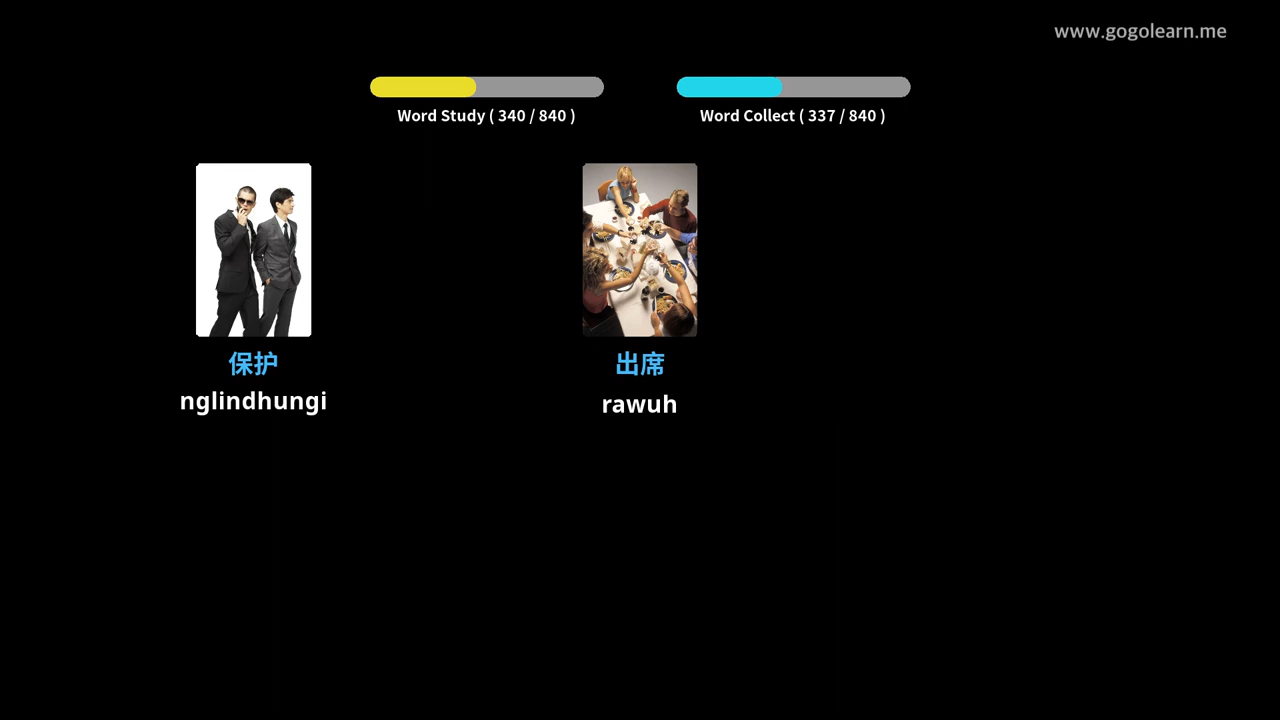 www.gogolearn.me
Word Study ( 340 / 840 )
Word Collect ( 337 / 840 )
保护
nglindhungi
出席
rawuh